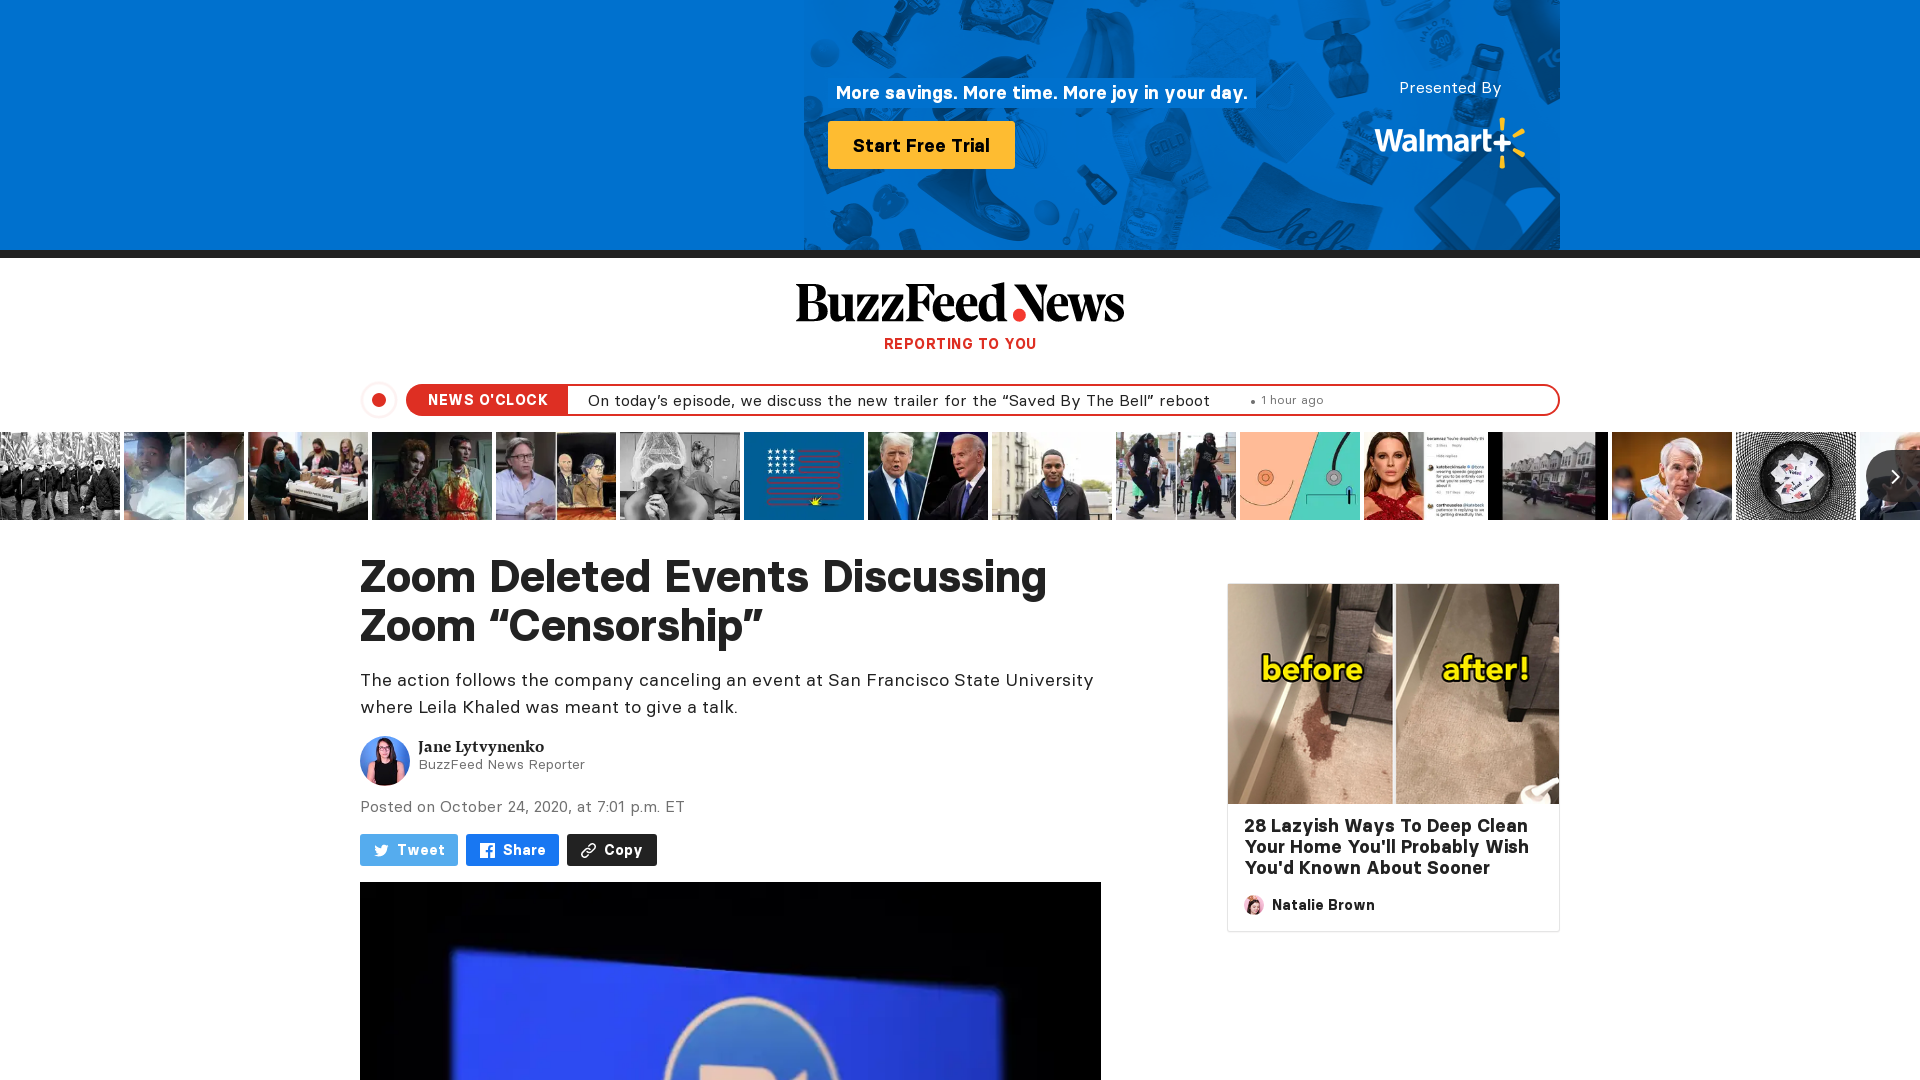 More savings. More time. More joy in your day.
Start Free Trial
Presented By
Walmart+
BuzzFeed News
REPORTING TO YOU
NEWS O'CLOCK
On today’s episode, we discuss the new trailer for the “Saved By The Bell” reboot
• 1 hour ago
Zoom Deleted Events Discussing
Zoom “Censorship”
The action follows the company canceling an event at San Francisco State University
where Leila Khaled was meant to give a talk.
Jane Lytvynenko
BuzzFeed News Reporter
Posted on October 24, 2020, at 7:01 p.m. ET
Tweet
Share
Copy
before
after!
28 Lazyish Ways To Deep Clean
Your Home You'll Probably Wish
You'd Known About Sooner
Natalie Brown